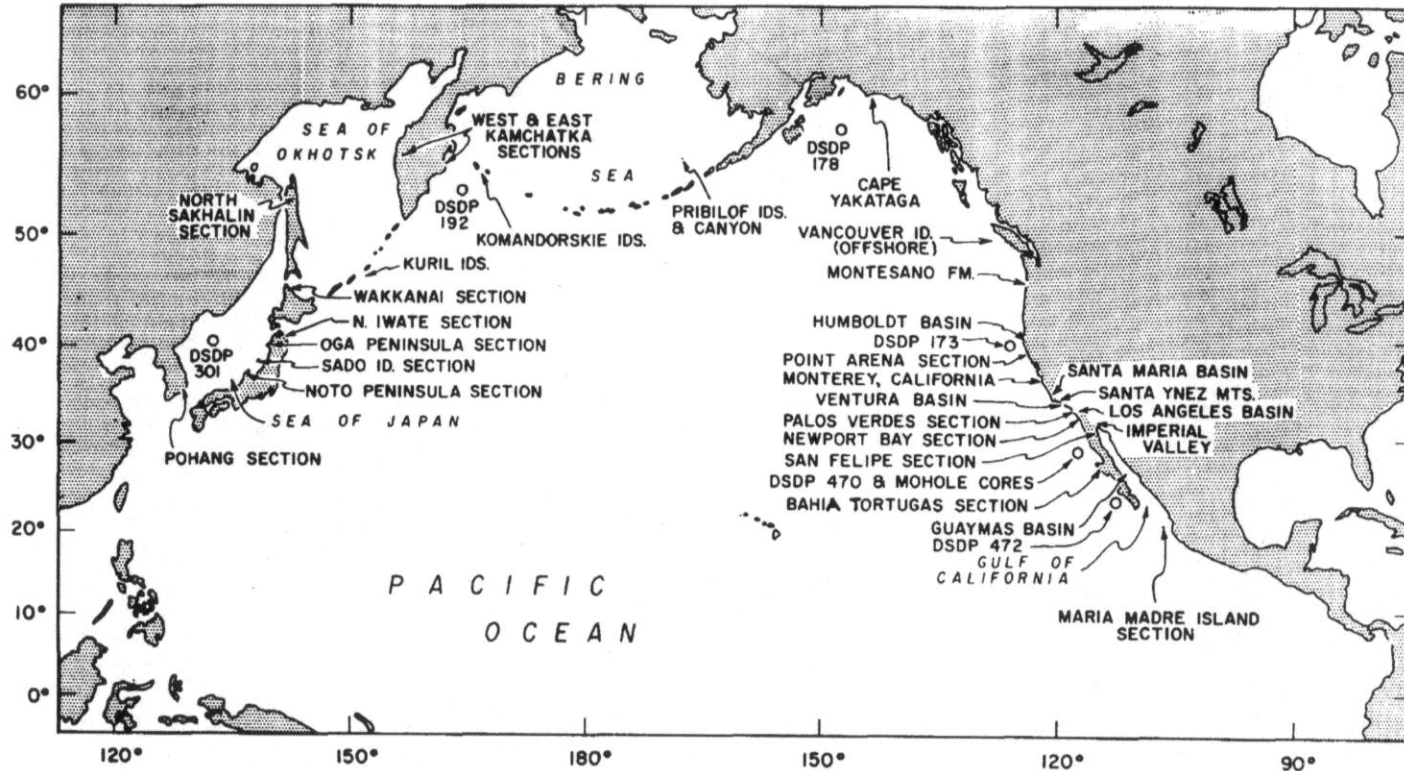 60°
50°
40°
30°
20°
10°
0°
120°
150°
180°
150°
120°
90°
BERING
SEA
SEA OF
OKHOTSK
WEST & EAST
KAMCHATKA
SECTIONS
NORTH
SAKHALIN
SECTION
DSDP
192
KOMANDORSKIE IDS.
KURIL IDS.
WAKKANAI SECTION
N. IWATE SECTION
OGA PENINSULA SECTION
SADO ID. SECTION
NOTO PENINSULA SECTION
DSDP
301
SEA OF JAPAN
POHANG SECTION
PRIBILOF IDS.
& CANYON
DSDP
178
CAPE
YAKATAGA
VANCOUVER ID.
(OFFSHORE)
MONTESANO FM.
HUMBOLDT BASIN
DSDP 173
POINT ARENA SECTION
MONTEREY, CALIFORNIA
VENTURA BASIN
PALOS VERDES SECTION
NEWPORT BAY SECTION
SAN FELIPE SECTION
DSDP 470 & MOHOLE CORES
BAHIA TORTUGAS SECTION
GUAYMAS BASIN
DSDP 472
GULF OF
CALIFORNIA
SANTA MARIA BASIN
SANTA YNEZ MTS.
LOS ANGELES BASIN
IMPERIAL
VALLEY
MARIA MADRE ISLAND
SECTION
PACIFIC
OCEAN